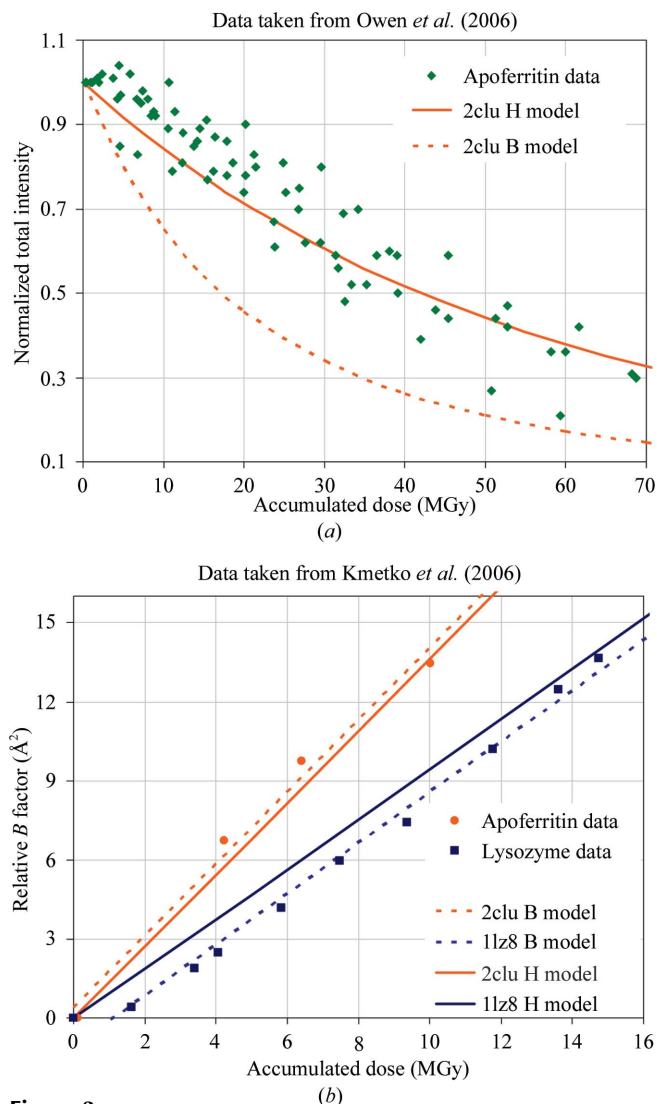 Data taken from Owen et al. (2006)
1.1
0.9
0.7
0.5
0.3
0.1
Normalized total intensity
Apoferritin data
2clu H model
2clu B model
0 10 20 30 40 50 60 70
Accumulated dose (MGy)
(a)
Data taken from Kmetko et al. (2006)
15
12
9
6
3
0
Relative B factor (Å²)
Apoferritin data
Lysozyme data
2clu B model
1lz8 B model
2clu H model
1lz8 H model
0 2 4 6 8 10 12 14 16
Accumulated dose (MGy)
(b)